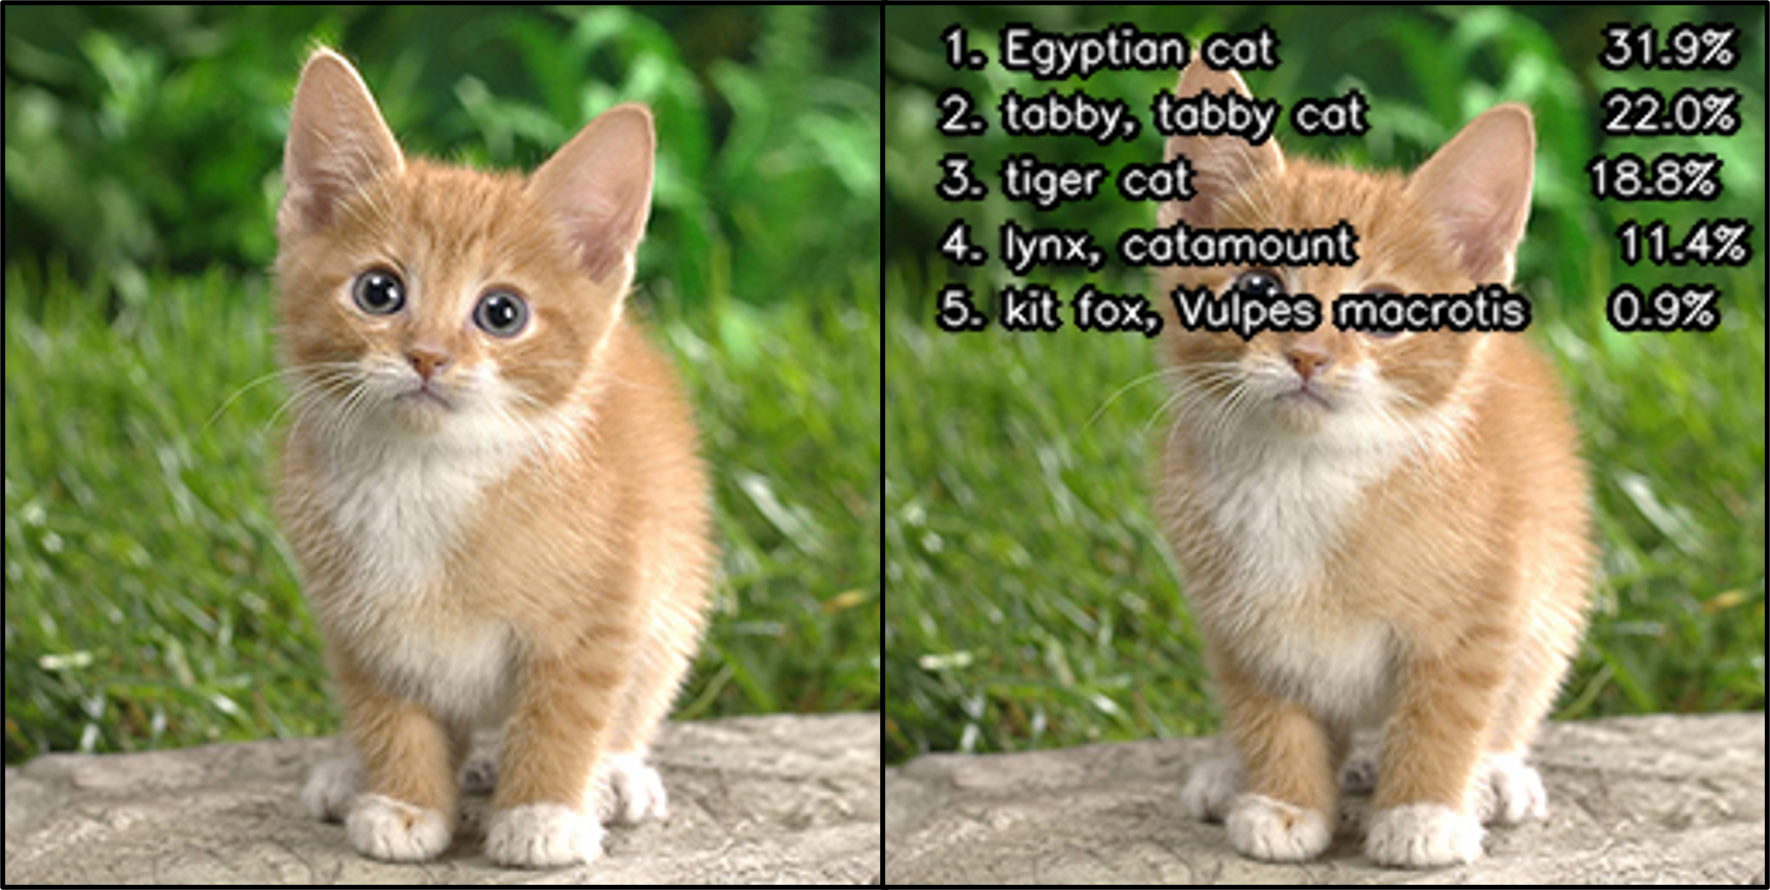 1. Egyptian cat 31.9%
2. tabby, tabby cat 22.0%
3. tiger cat 18.8%
4. lynx, catamount 11.4%
5. kit fox, Vulpes macrotis 0.9%